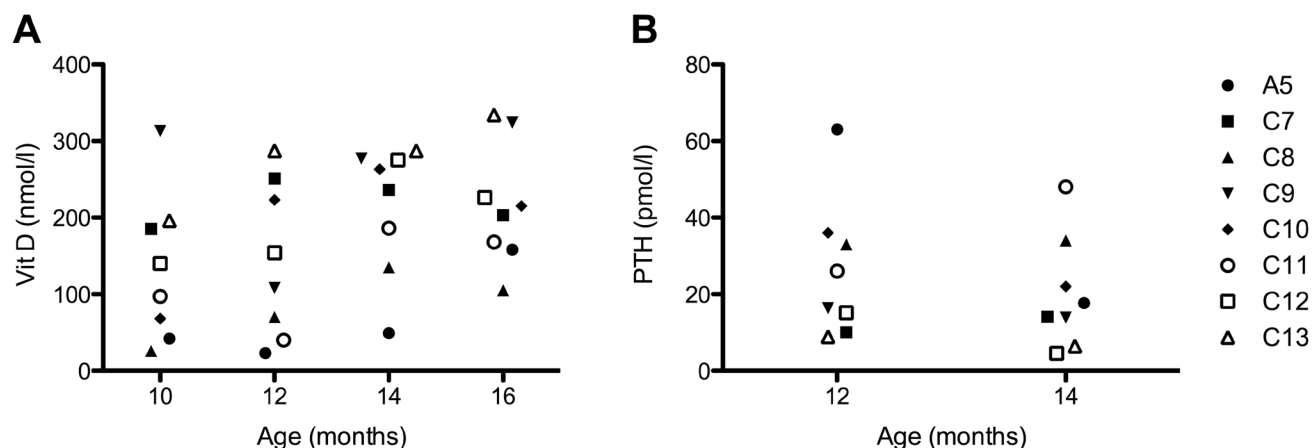 A
Vit D (nmol/l)
400
300
200
100
0
10 12 14 16
Age (months)
B
PTH (pmol/l)
80
60
40
20
0
12 14
Age (months)
A5
C7
C8
C9
C10
C11
C12
C13